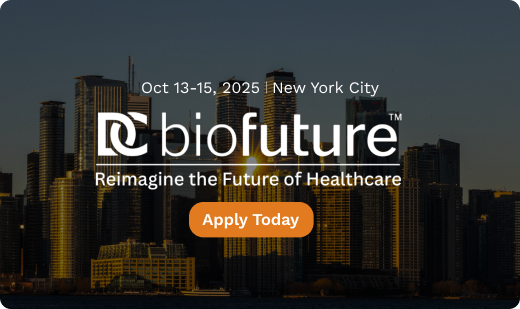 Oct 13-15, 2025 | New York City
DC biofuture™
Reimagine the Future of Healthcare
Apply Today